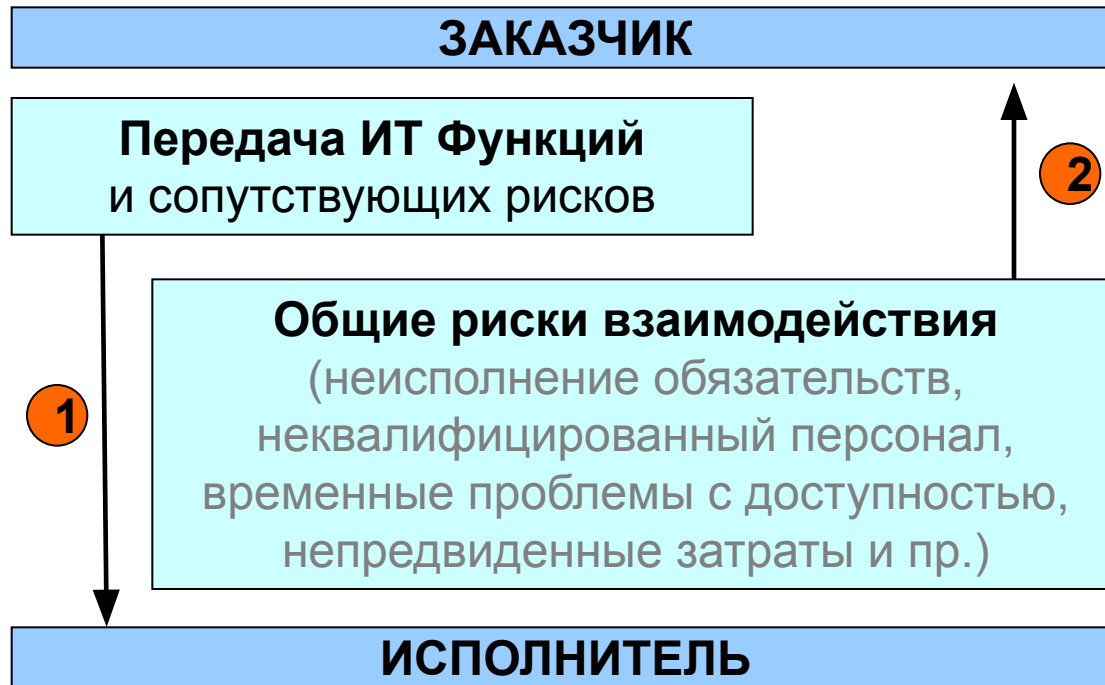 ЗАКАЗЧИК
Передача ИТ Функций
и сопутствующих рисков
2
Общие риски взаимодействия
(неисполнение обязательств,
неквалифицированный персонал,
временные проблемы с доступностью,
непредвиденные затраты и пр.)
1
ИСПОЛНИТЕЛЬ